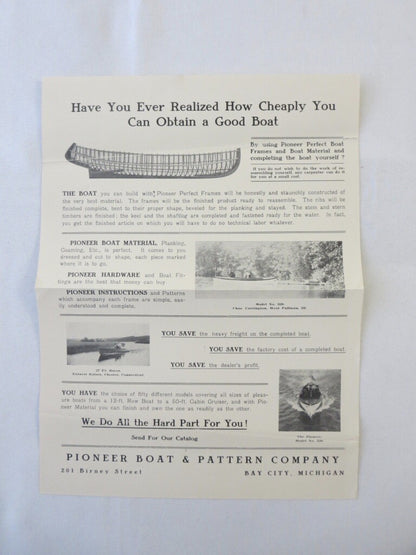 Have You Ever Realized How Cheaply You
Can Obtain a Good Boat
By using Pioneer Perfect Boat
Frames and Boat Material and
completing the boat yourself?
If you do not wish to do the work of re-
assembling yourself, any carpenter can do it
for you at a small cost.
THE BOAT you can build with Pioneer Perfect Frames will be honestly and staunchly constructed of
the very best material. The frames will be the finished product ready to reassemble. The ribs will be
finished complete, bent to their proper shape, beveled for the planking and stayed. The stem and stern
timbers are finished; the keel and the shafting are completed and fastened ready for the water. In fact,
you get the finished article on which you will have to do no technical labor whatever.
PIONEER BOAT MATERIAL, Planking,
Coaming, Etc., is perfect. It comes to you
dressed and cut to shape, each piece marked
where it is to go.
PIONEER HARDWARE and Boat Fit-
tings are the best that money can buy.
PIONEER INSTRUCTIONS and Patterns
which accompany each frame are simple, eas-
ily understood and complete.
Model No.
West Pullman, Ill.
YOU SAVE the heavy freight on the completed boat.
YOU SAVE the factory cost of a completed boat.
YOU SAVE the dealer's profit.
YOU HAVE the choice of fifty different models covering all sizes of pleas-
ure boats from a 12-ft. Row Boat to a 50-ft. Cabin Cruiser, and with Pio-
neer Material you can finish and own the one as readily as the other.
We Do All the Hard Part For You!
Send For Our Catalog
The Pioneer,
Model No.
PIONEER BOAT & PATTERN COMPANY
201 Birney Street BAY CITY, MICHIGAN